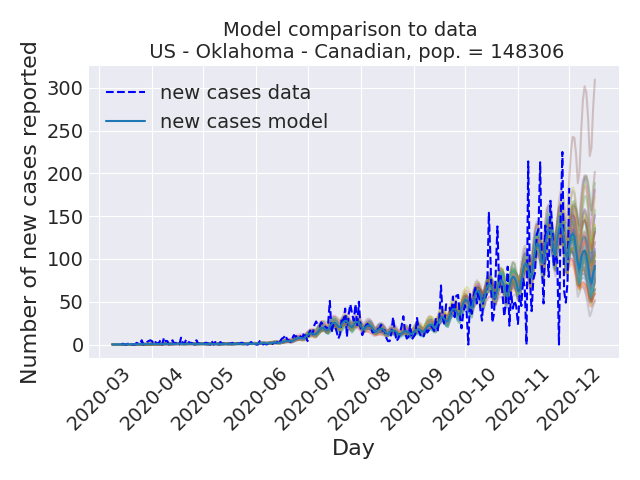 Model comparison to data
US - Oklahoma - Canadian, pop. = 148306
Number of new cases reported
300
250
200
150
100
50
0
new cases data
new cases model
2020-03
2020-04
2020-05
2020-06
2020-07
2020-08
2020-09
2020-10
2020-11
2020-12
Day